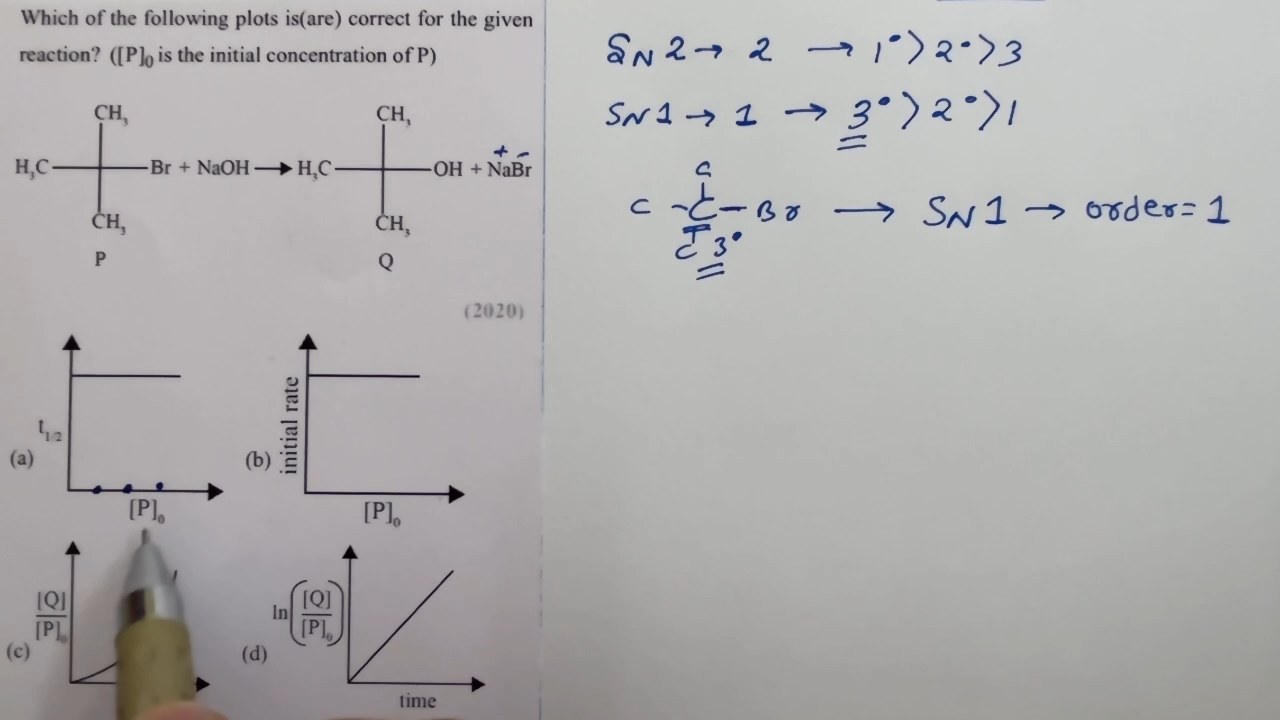 Which of the following plots is(are) correct for the given
reaction? ([P]₀ is the initial concentration of P)
CH₃ CH₃
+ -
H₃C Br + NaOH → H₃C OH + NaBr
CH₃ CH₃
P Q
(2020)
t₁/₂
(a)
[P]₀
initial rate
(b)
[P]₀
[Q]
[P]₀
(c)
ln([Q]/[P]₀)
(d)
time
SN2 → 2 → 1° > 2° > 3
SN1 → 1 → 3° > 2° > 1
C
C - C - Br → SN1 → order = 1
C 3°